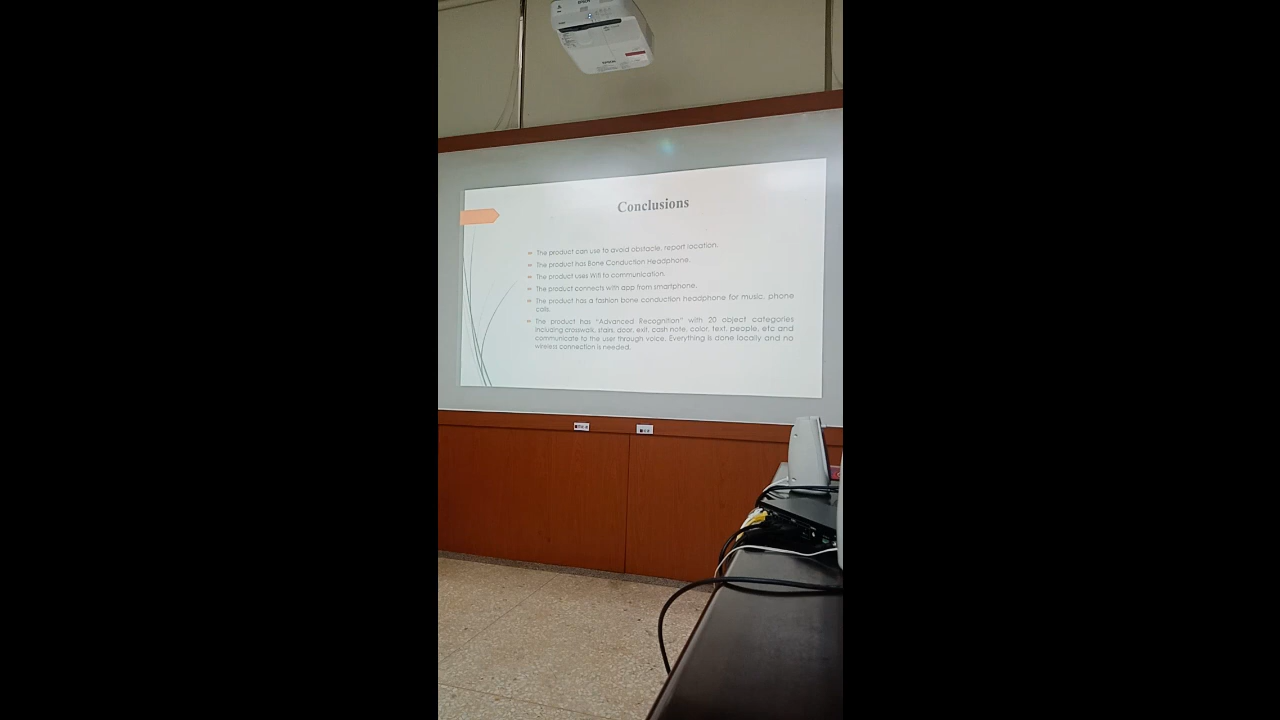 EPSON
EPSON
Conclusions
The product can use to avoid obstacle, report location.
The product has Bone Conduction Headphone.
The product uses Wifi to communication.
The product connects with app from smartphone.
The product has a fashion bone conduction headphone for music, phone
calls.
The product has "Advanced Recognition" with 20 object categories
including crosswalk, stairs, door, exit, cash note, color, text, people, etc and
communicate to the user through voice. Everything is done locally and no
wireless connection is needed.